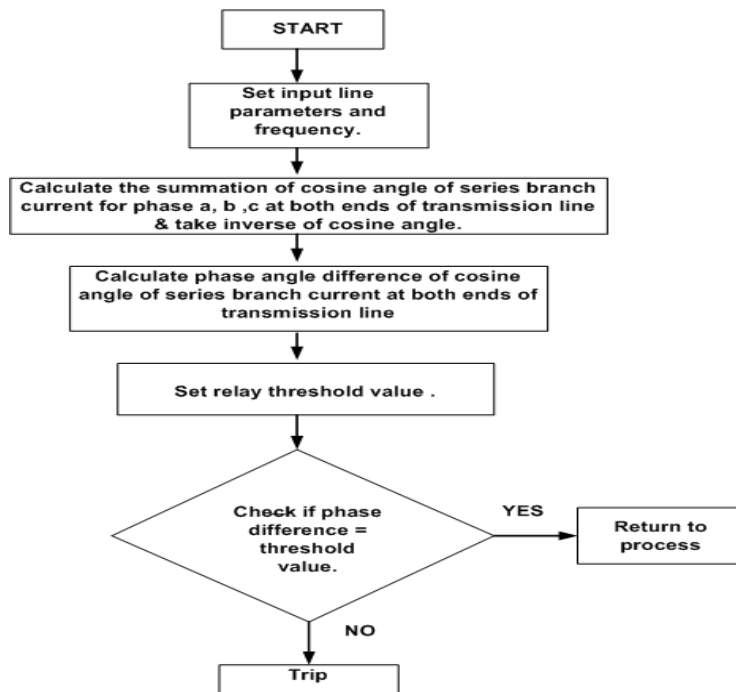 START
Set input line
parameters and
frequency.
Calculate the summation of cosine angle of series branch
current for phase a, b ,c at both ends of transmission line
& take inverse of cosine angle.
Calculate phase angle difference of cosine
angle of series branch current at both ends of
transmission line
Set relay threshold value .
Check if phase
difference =
threshold
value.
YES
Return to
process
NO
Trip